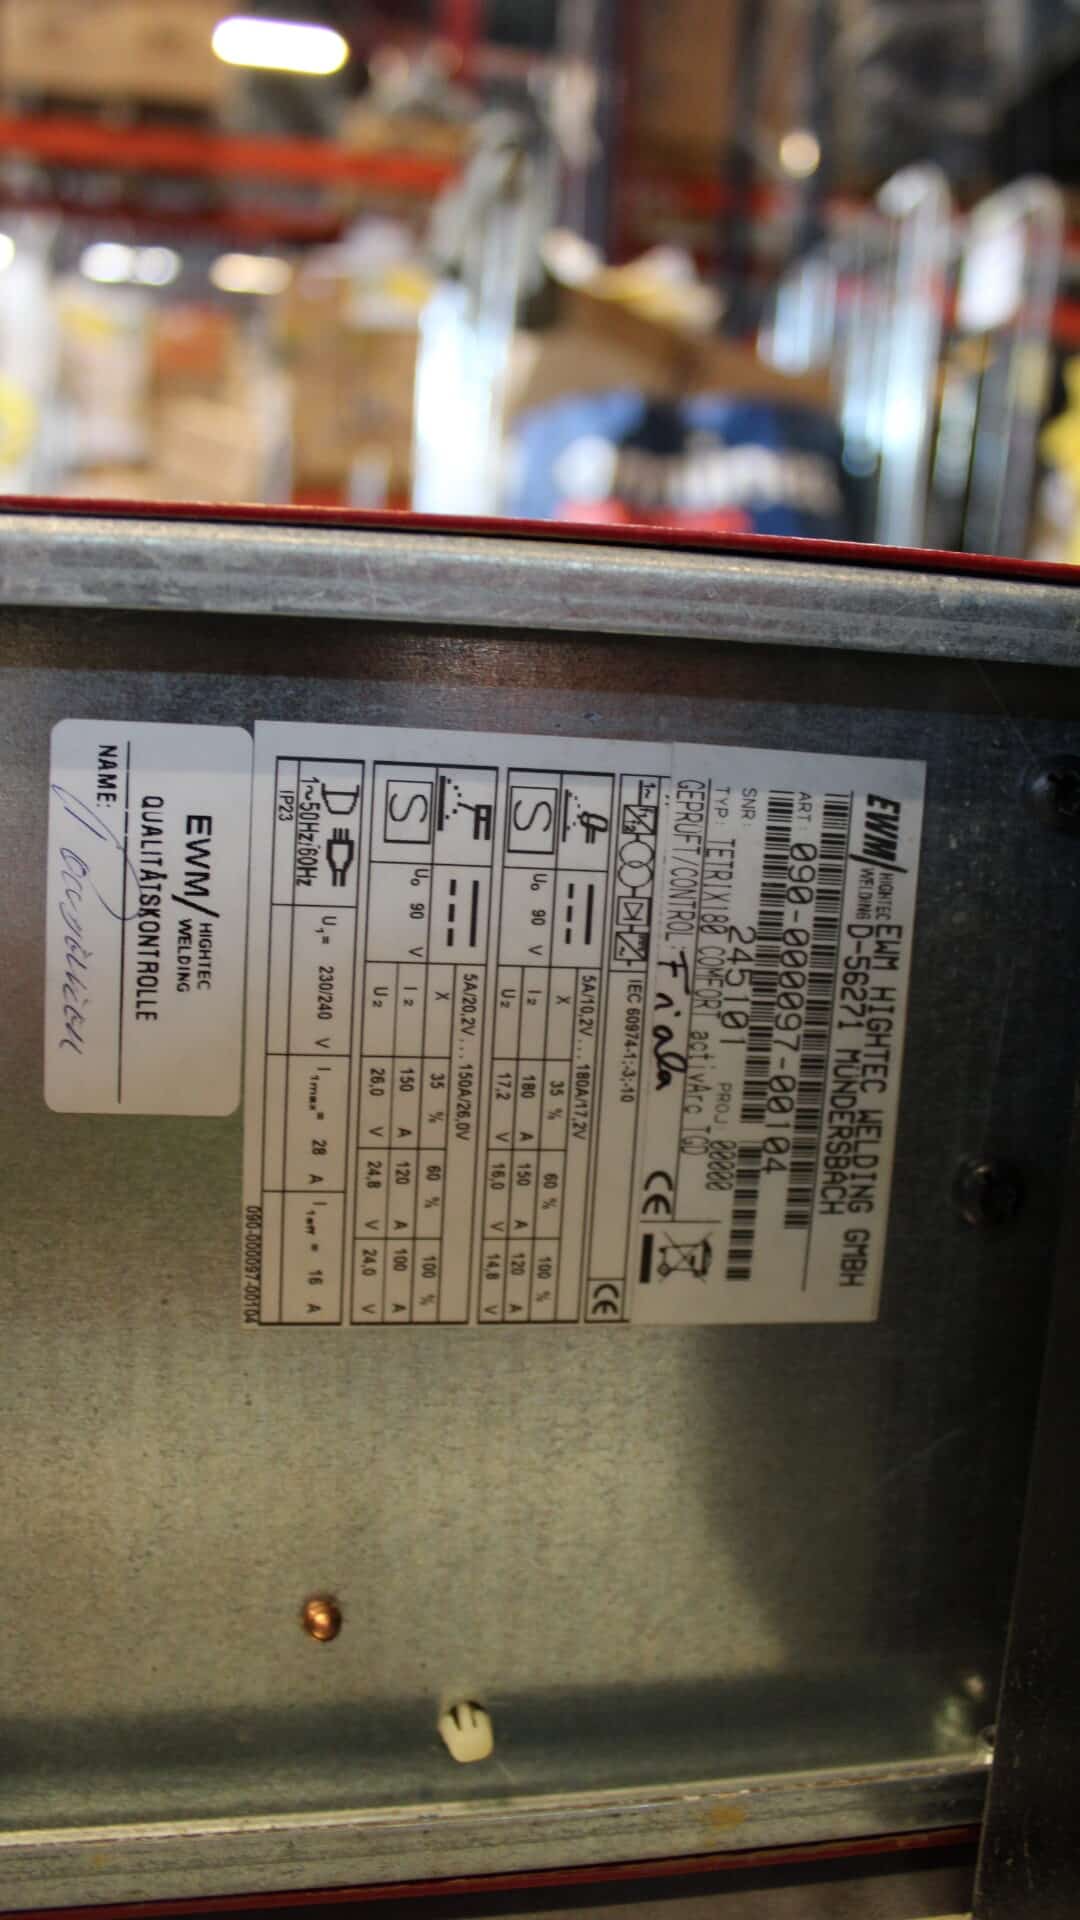 EWM/ HIGHTEC WELDING EWM HIGHTEC WELDING GMBH
D-56271 MÜNDERSBACH
ART: 090-000097-00104
SNR: 245101 PROJ 00000
TYP: TETRIX180 COMFORT activArc TGD
GEPRÜFT/CONTROL: CE
1~ IEC 60974-1;-3;-10 CE
5A/10,2V...180A/17,2V
X 35 % 60 % 100 %
S U0 90 V I2 180 A 150 A 120 A
U2 17,2 V 16,0 V 14,8 V
5A/20,2V...150A/26,0V
X 35 % 60 % 100 %
S U0 90 V I2 150 A 120 A 100 A
U2 26,0 V 24,8 V 24,0 V
1~50Hz/60Hz U1= 230/240 V I1max= 28 A I1eff= 16 A
IP23
090-000097-00104
EWM/ HIGHTEC WELDING
QUALITÄTSKONTROLLE
NAME: